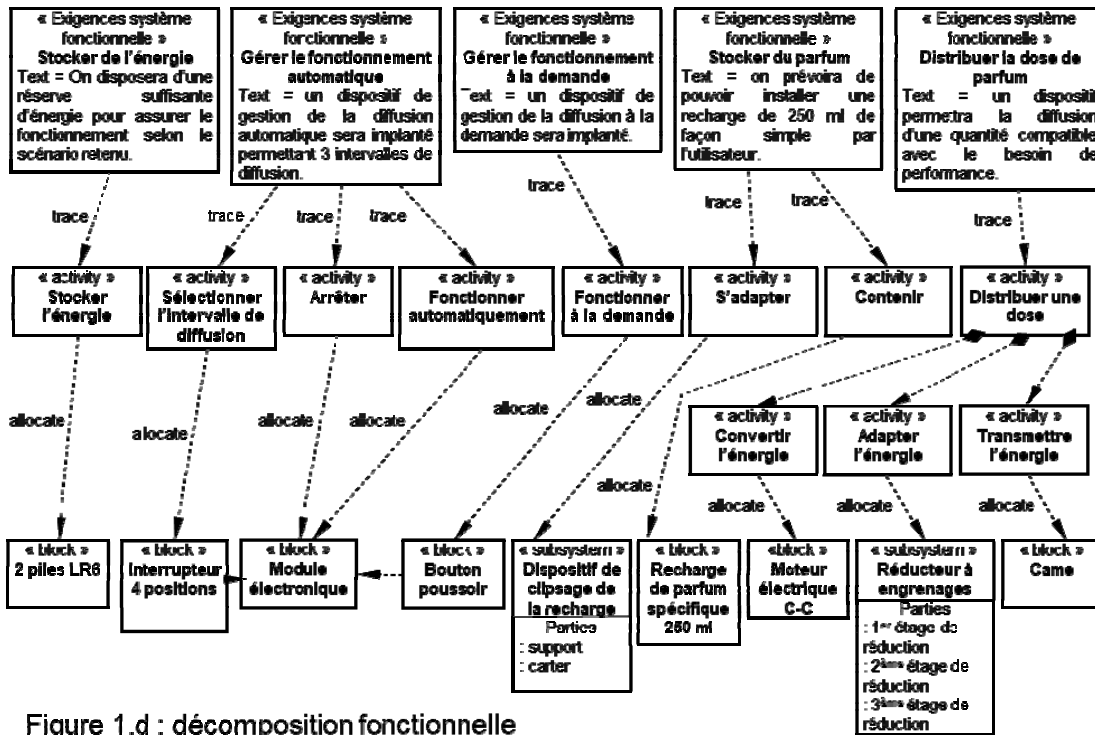 « Exigences système
fonctionnelle »
Stocker de l'énergie
Text = On disposera d'une
réserve suffisante
d'énergie pour assurer le
fonctionnement selon le
scénario retenu.
« Exigences système
fonctionnelle »
Gérer le fonctionnement
automatique
Text = un dispositif de
gestion de la diffusion
automatique sera implanté
permettant 3 intervalles de
diffusion.
« Exigences système
fonctionnelle »
Gérer le fonctionnement
à la demande
Text = un dispositif de
gestion de la diffusion à la
demande sera implanté.
« Exigences système
fonctionnelle »
Stocker du parfum
Text = on prévoira de
pouvoir installer une
recharge de 250 ml de
façon simple par
l'utilisateur.
« Exigences système
fonctionnelle »
Distribuer la dose de
parfum
Text = un dispositif
permettra la diffusion
d'une quantité compatible
avec le besoin de
performance.
trace
trace
trace
trace
trace
trace
trace
trace
« activity »
Stocker
l'énergie
« activity »
Sélectionner
l'intervalle de
diffusion
« activity »
Arrêter
« activity »
Fonctionner
automatiquement
« activity »
Fonctionner
à la demande
« activity »
S'adapter
« activity »
Contenir
« activity »
Distribuer une
dose
allocate
allocate
allocate
allocate
allocate
allocate
« activity »
Convertir
l'énergie
« activity »
Adapter
l'énergie
« activity »
Transmettre
l'énergie
allocate
allocate
allocate
allocate
« block »
2 piles LR6
« block »
Interrupteur
4 positions
« block »
Module
électronique
« block »
Bouton
poussoir
« subsystem »
Dispositif de
clipsage de
la recharge
Parties
: support
: carter
« block »
Recharge
de parfum
spécifique
250 ml
« block »
Moteur
électrique
C-C
« subsystem »
Réducteur à
engrenages
Parties
: 1er étage de
réduction
: 2ème étage de
réduction
: 3ème étage de
réduction
« block »
Came
Figure 1.d : décomposition fonctionnelle